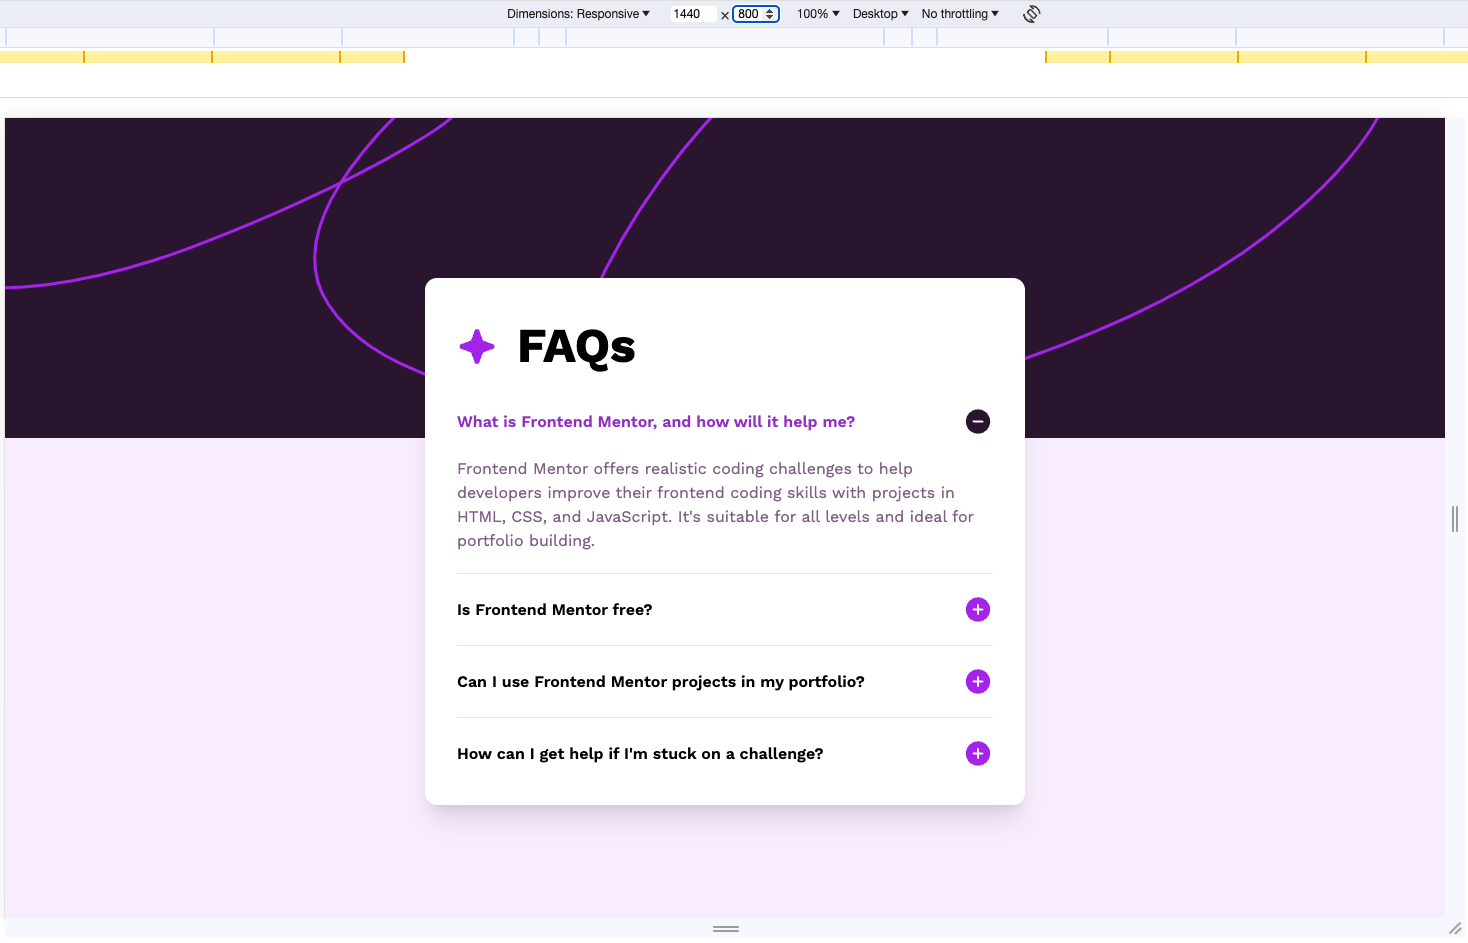 Dimensions: Responsive 1440 × 800 100% Desktop No throttling
FAQs
What is Frontend Mentor, and how will it help me?
Frontend Mentor offers realistic coding challenges to help
developers improve their frontend coding skills with projects in
HTML, CSS, and JavaScript. It's suitable for all levels and ideal for
portfolio building.
Is Frontend Mentor free?
Can I use Frontend Mentor projects in my portfolio?
How can I get help if I'm stuck on a challenge?